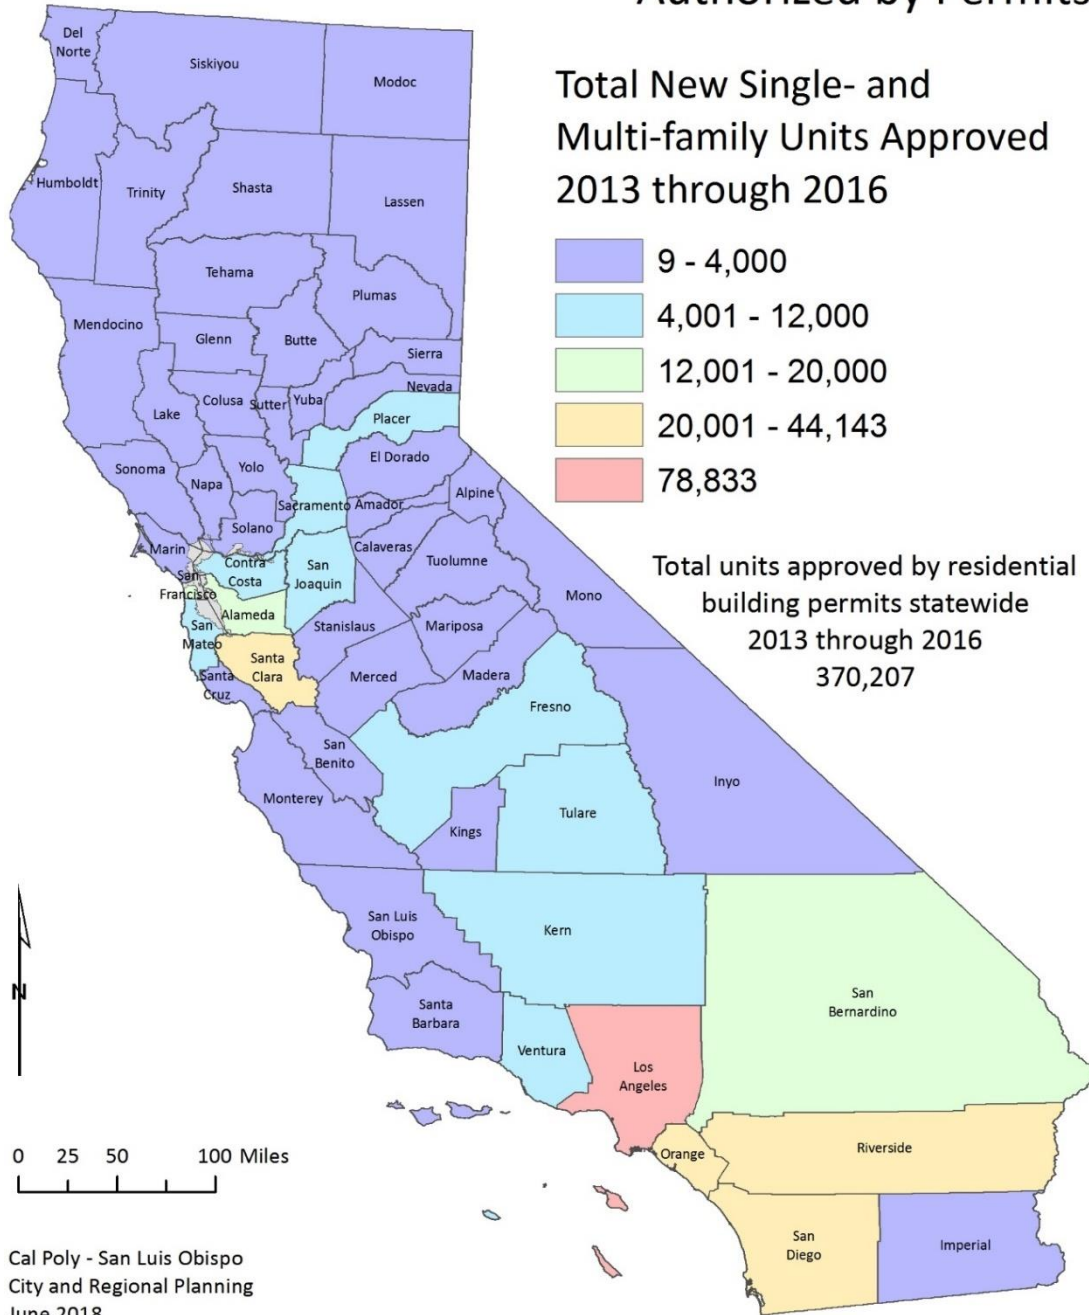 Authorized by Permits
Total New Single- and
Multi-family Units Approved
2013 through 2016
9 - 4,000
4,001 - 12,000
12,001 - 20,000
20,001 - 44,143
78,833
Total units approved by residential
building permits statewide
2013 through 2016
370,207
Del
Norte
Siskiyou
Modoc
Humboldt
Trinity
Shasta
Lassen
Tehama
Plumas
Mendocino
Glenn
Butte
Sierra
Nevada
Lake
Colusa
Sutter
Yuba
Placer
Sonoma
Napa
Yolo
El Dorado
Sacramento
Amador
Alpine
Solano
Marin
Calaveras
Tuolumne
Contra
Costa
San
Joaquin
San
Francisco
Mono
Alameda
Stanislaus
Mariposa
San
Mateo
Santa
Clara
Santa
Cruz
Merced
Madera
Fresno
San
Benito
Monterey
Inyo
Kings
Tulare
San Luis
Obispo
Kern
San
Bernardino
Santa
Barbara
Ventura
Los
Angeles
Orange
Riverside
San
Diego
Imperial
N
0 25 50 100 Miles
Cal Poly - San Luis Obispo
City and Regional Planning
June 2018